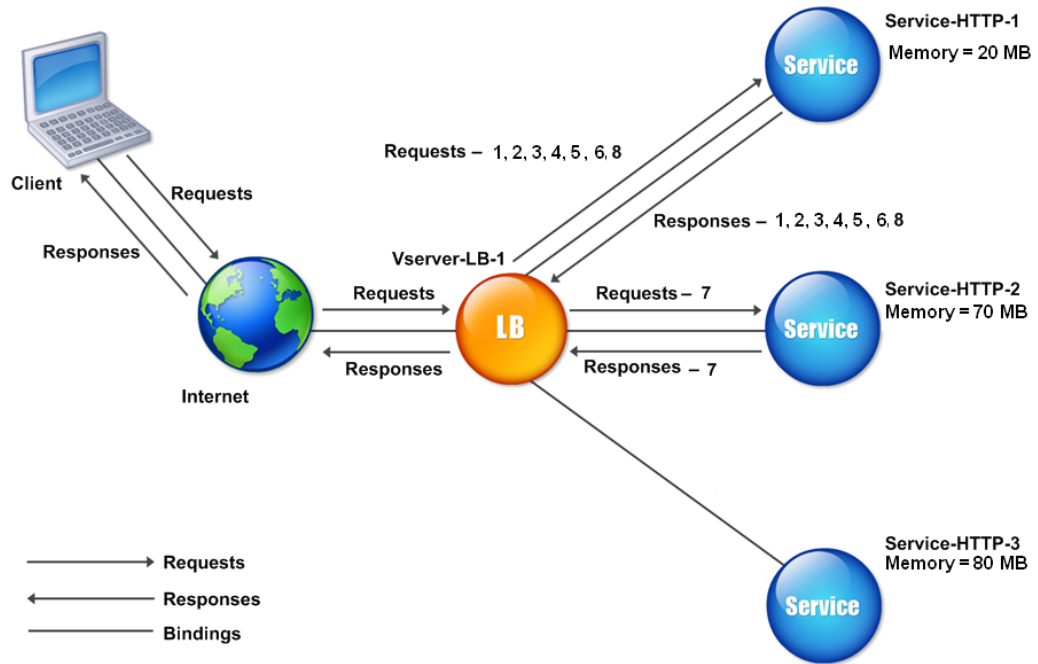 Service-HTTP-1
Memory = 20 MB
Service
Requests – 1, 2, 3, 4, 5 , 6, 8
Client
Requests
Responses
Responses – 1, 2, 3, 4, 5 , 6, 8
Vserver-LB-1
Service-HTTP-2
Memory = 70 MB
Requests
LB
Requests – 7
Service
Responses
Responses – 7
Internet
Service-HTTP-3
Memory = 80 MB
Service
Requests
Responses
Bindings